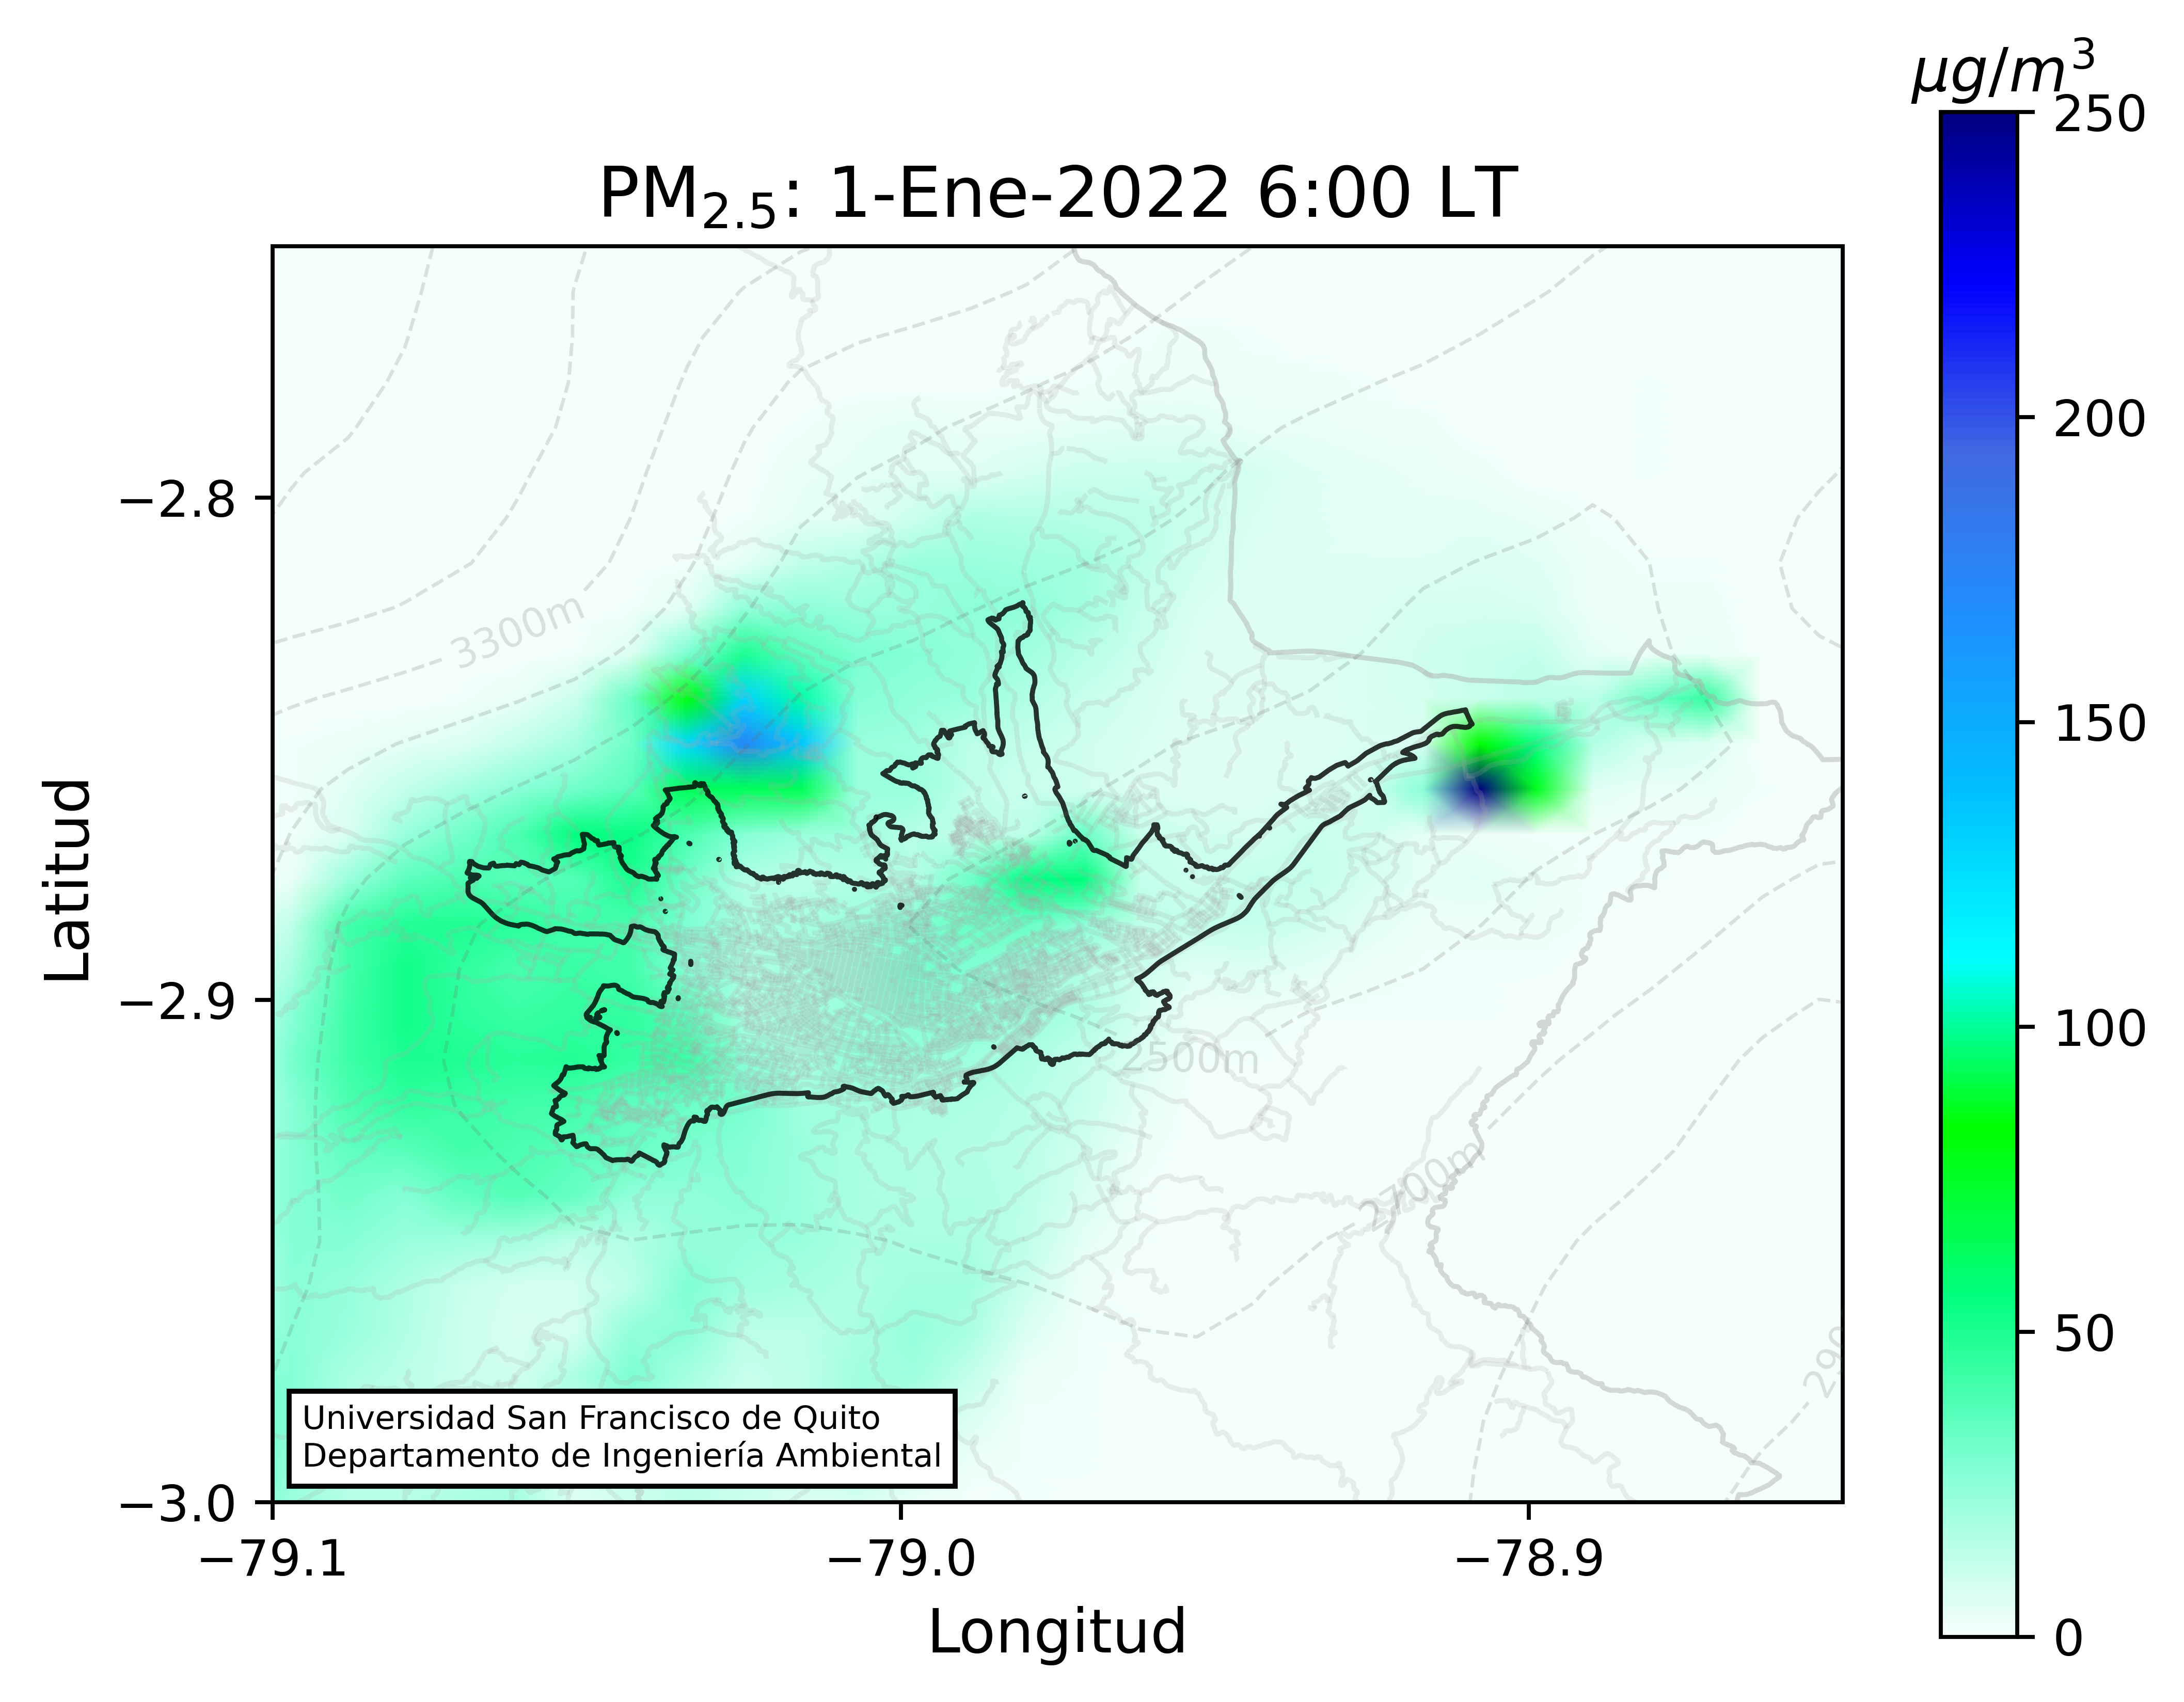 µg/m³
PM₂.₅: 1-Ene-2022 6:00 LT
250
200
150
100
50
0
Latitud
−2.8
−2.9
−3.0
3300m
2500m
2700m
290
Universidad San Francisco de Quito
Departamento de Ingeniería Ambiental
−79.1
−79.0
−78.9
Longitud